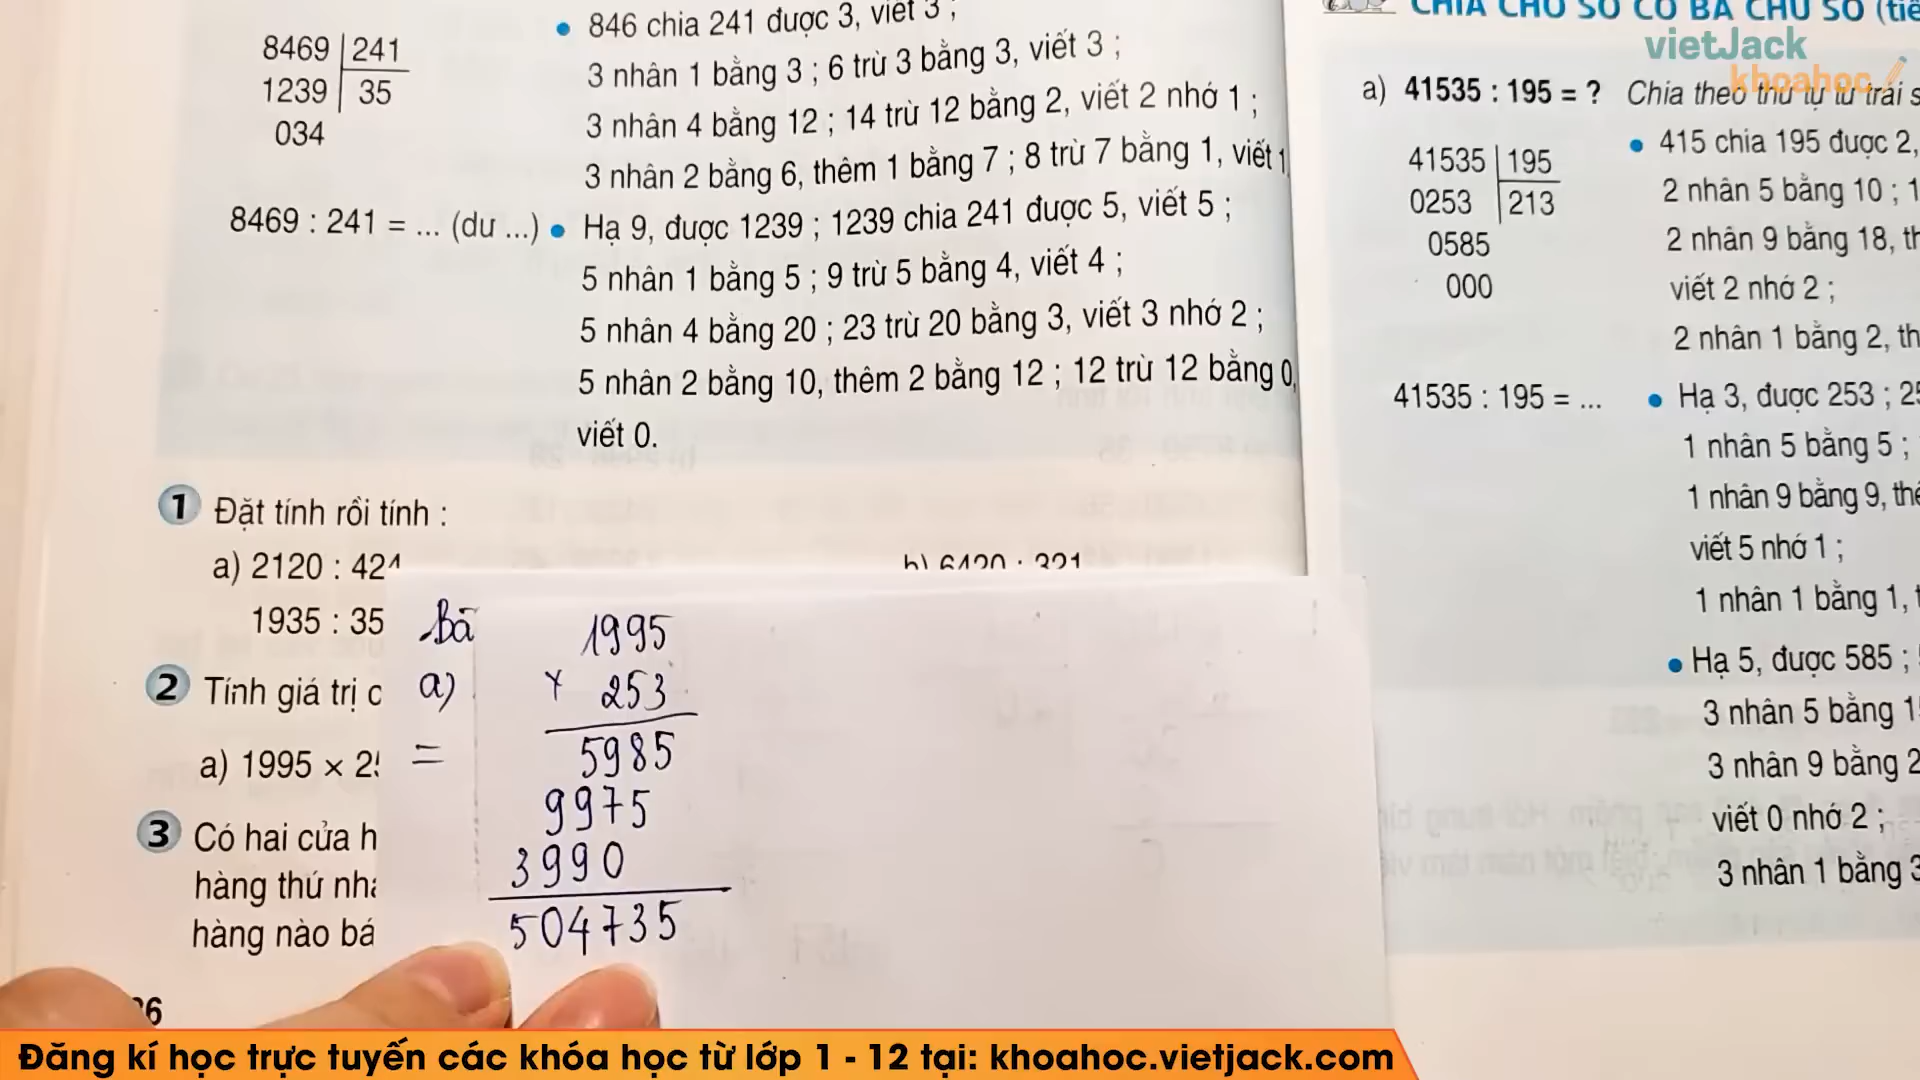 846 chia 241 được 3, viết 3 ;
8469 241
3 nhân 1 bằng 3 ; 6 trừ 3 bằng 3, viết 3 ;
1239 35
3 nhân 4 bằng 12 ; 14 trừ 12 bằng 2, viết 2 nhớ 1 ;
034
3 nhân 2 bằng 6, thêm 1 bằng 7 ; 8 trừ 7 bằng 1, viết 1
8469 : 241 = ... (dư ...)
Hạ 9, được 1239 ; 1239 chia 241 được 5, viết 5 ;
5 nhân 1 bằng 5 ; 9 trừ 5 bằng 4, viết 4 ;
5 nhân 4 bằng 20 ; 23 trừ 20 bằng 3, viết 3 nhớ 2 ;
5 nhân 2 bằng 10, thêm 2 bằng 12 ; 12 trừ 12 bằng 0,
viết 0.
1 Đặt tính rồi tính :
a) 2120 : 424
b) 6420 : 321
1935 : 35
2 Tính giá trị
a) 1995 ×
3 Có hai cửa
hàng thứ
hàng nào
6
a)
=
1995
× 253
5985
9975
3990
504735
CHIA CHO SỐ CÓ BA CHỮ SỐ
vietJack
khoahoc
a) 41535 : 195 = ? Chia theo thứ tự từ trái
415 chia 195 được 2,
41535 195
2 nhân 5 bằng 10 ;
0253 213
2 nhân 9 bằng 18,
0585
viết 2 nhớ 2 ;
000
2 nhân 1 bằng 2,
41535 : 195 = ...
Hạ 3, được 253 ;
1 nhân 5 bằng 5 ;
1 nhân 9 bằng 9,
viết 5 nhớ 1 ;
1 nhân 1 bằng 1,
Hạ 5, được 585 ;
3 nhân 5 bằng
3 nhân 9 bằng
viết 0 nhớ 2 ;
3 nhân 1 bằng
Đăng kí học trực tuyến các khóa học từ lớp 1 - 12 tại: khoahoc.vietjack.com